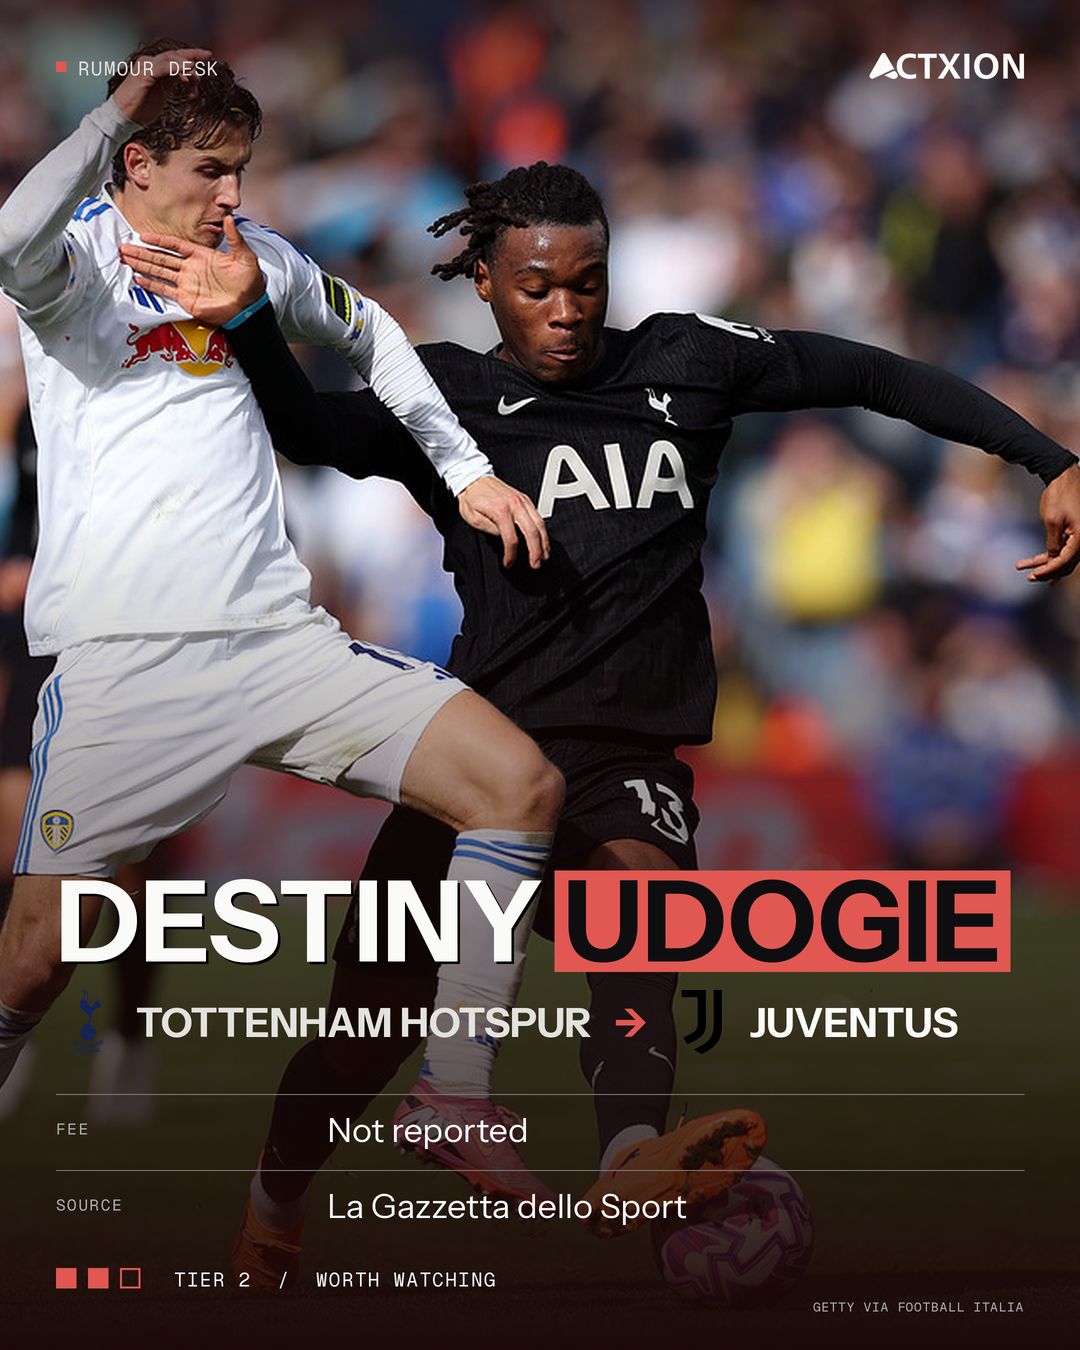 RUMOUR DESK
ACTXION
AIA
13
DESTINY UDOGIE
TOTTENHAM HOTSPUR → JUVENTUS
FEE
Not reported
SOURCE
La Gazzetta dello Sport
TIER 2 / WORTH WATCHING
GETTY VIA FOOTBALL ITALIA